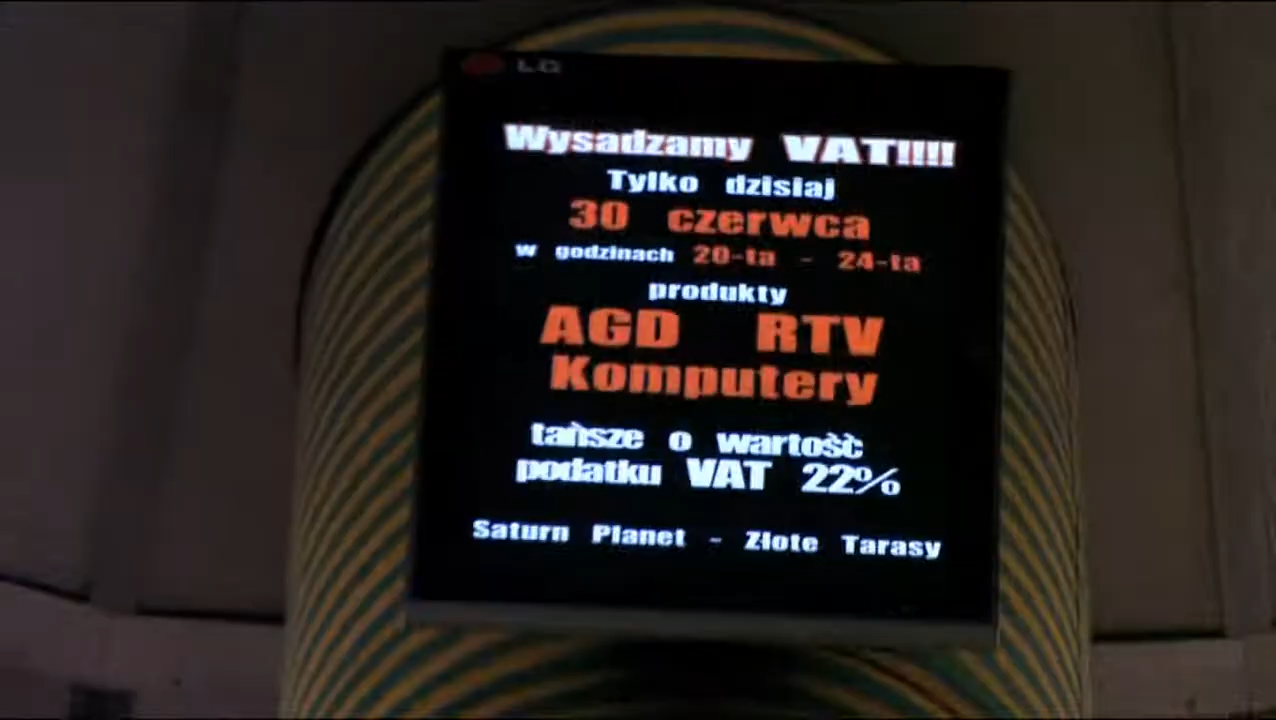 LG
Wysadzamy VAT!!!!
Tylko dzisiaj
30 czerwca
w godzinach 20-ta - 24-ta
produkty
AGD RTV
Komputery
tańsze o wartość
podatku VAT 22%
Saturn Planet - Złote Tarasy